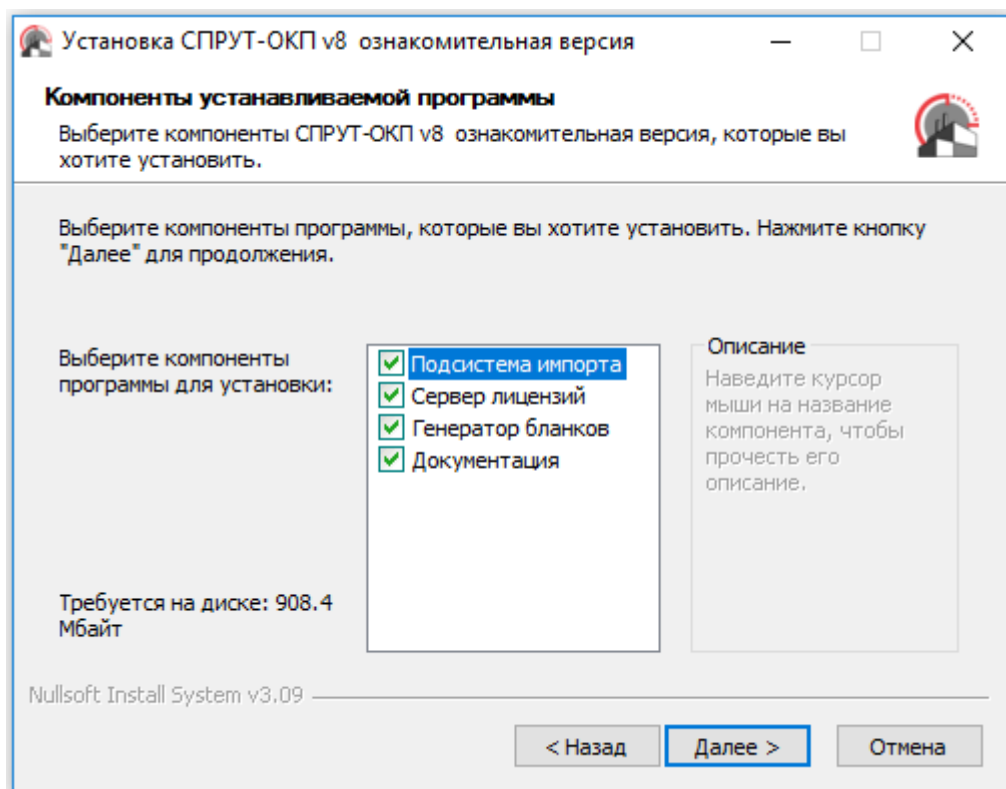 Установка СПРУТ-ОКП v8  ознакомительная версия
Компоненты устанавливаемой программы
Выберите компоненты СПРУТ-ОКП v8  ознакомительная версия, которые вы
хотите установить.
Выберите компоненты программы, которые вы хотите установить. Нажмите кнопку
"Далее" для продолжения.
Выберите компоненты
программы для установки:
Подсистема импорта
Сервер лицензий
Генератор бланков
Документация
Описание
Наведите курсор
мыши на название
компонента, чтобы
прочесть его
описание.
Требуется на диске: 908.4
Мбайт
Nullsoft Install System v3.09
< Назад
Далее >
Отмена